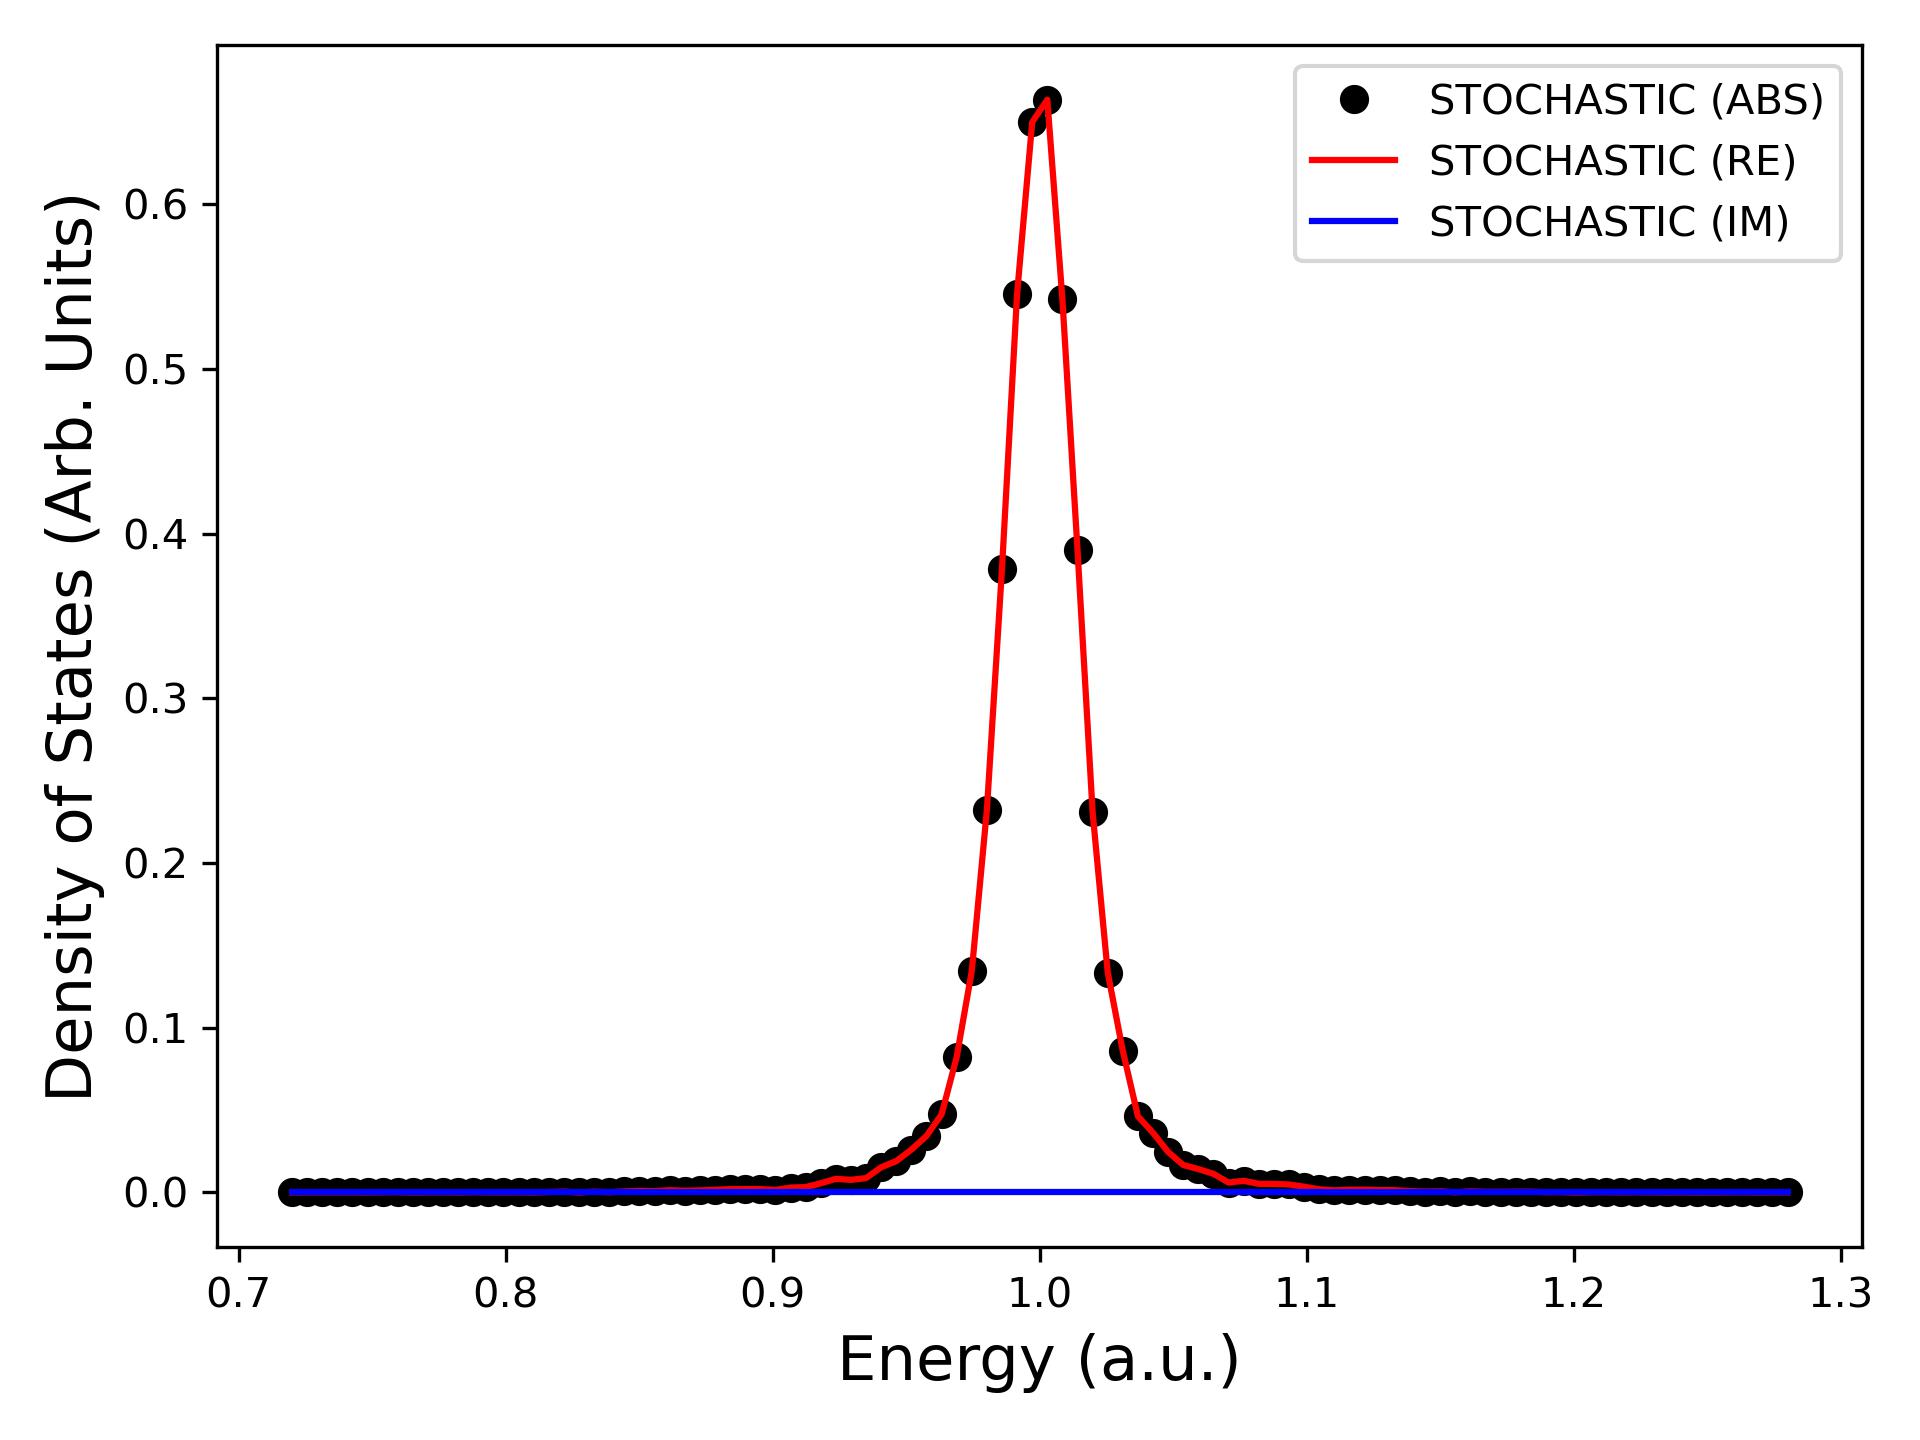 STOCHASTIC (ABS)
STOCHASTIC (RE)
STOCHASTIC (IM)
Density of States (Arb. Units)
0.6
0.5
0.4
0.3
0.2
0.1
0.0
0.7 0.8 0.9 1.0 1.1 1.2 1.3
Energy (a.u.)